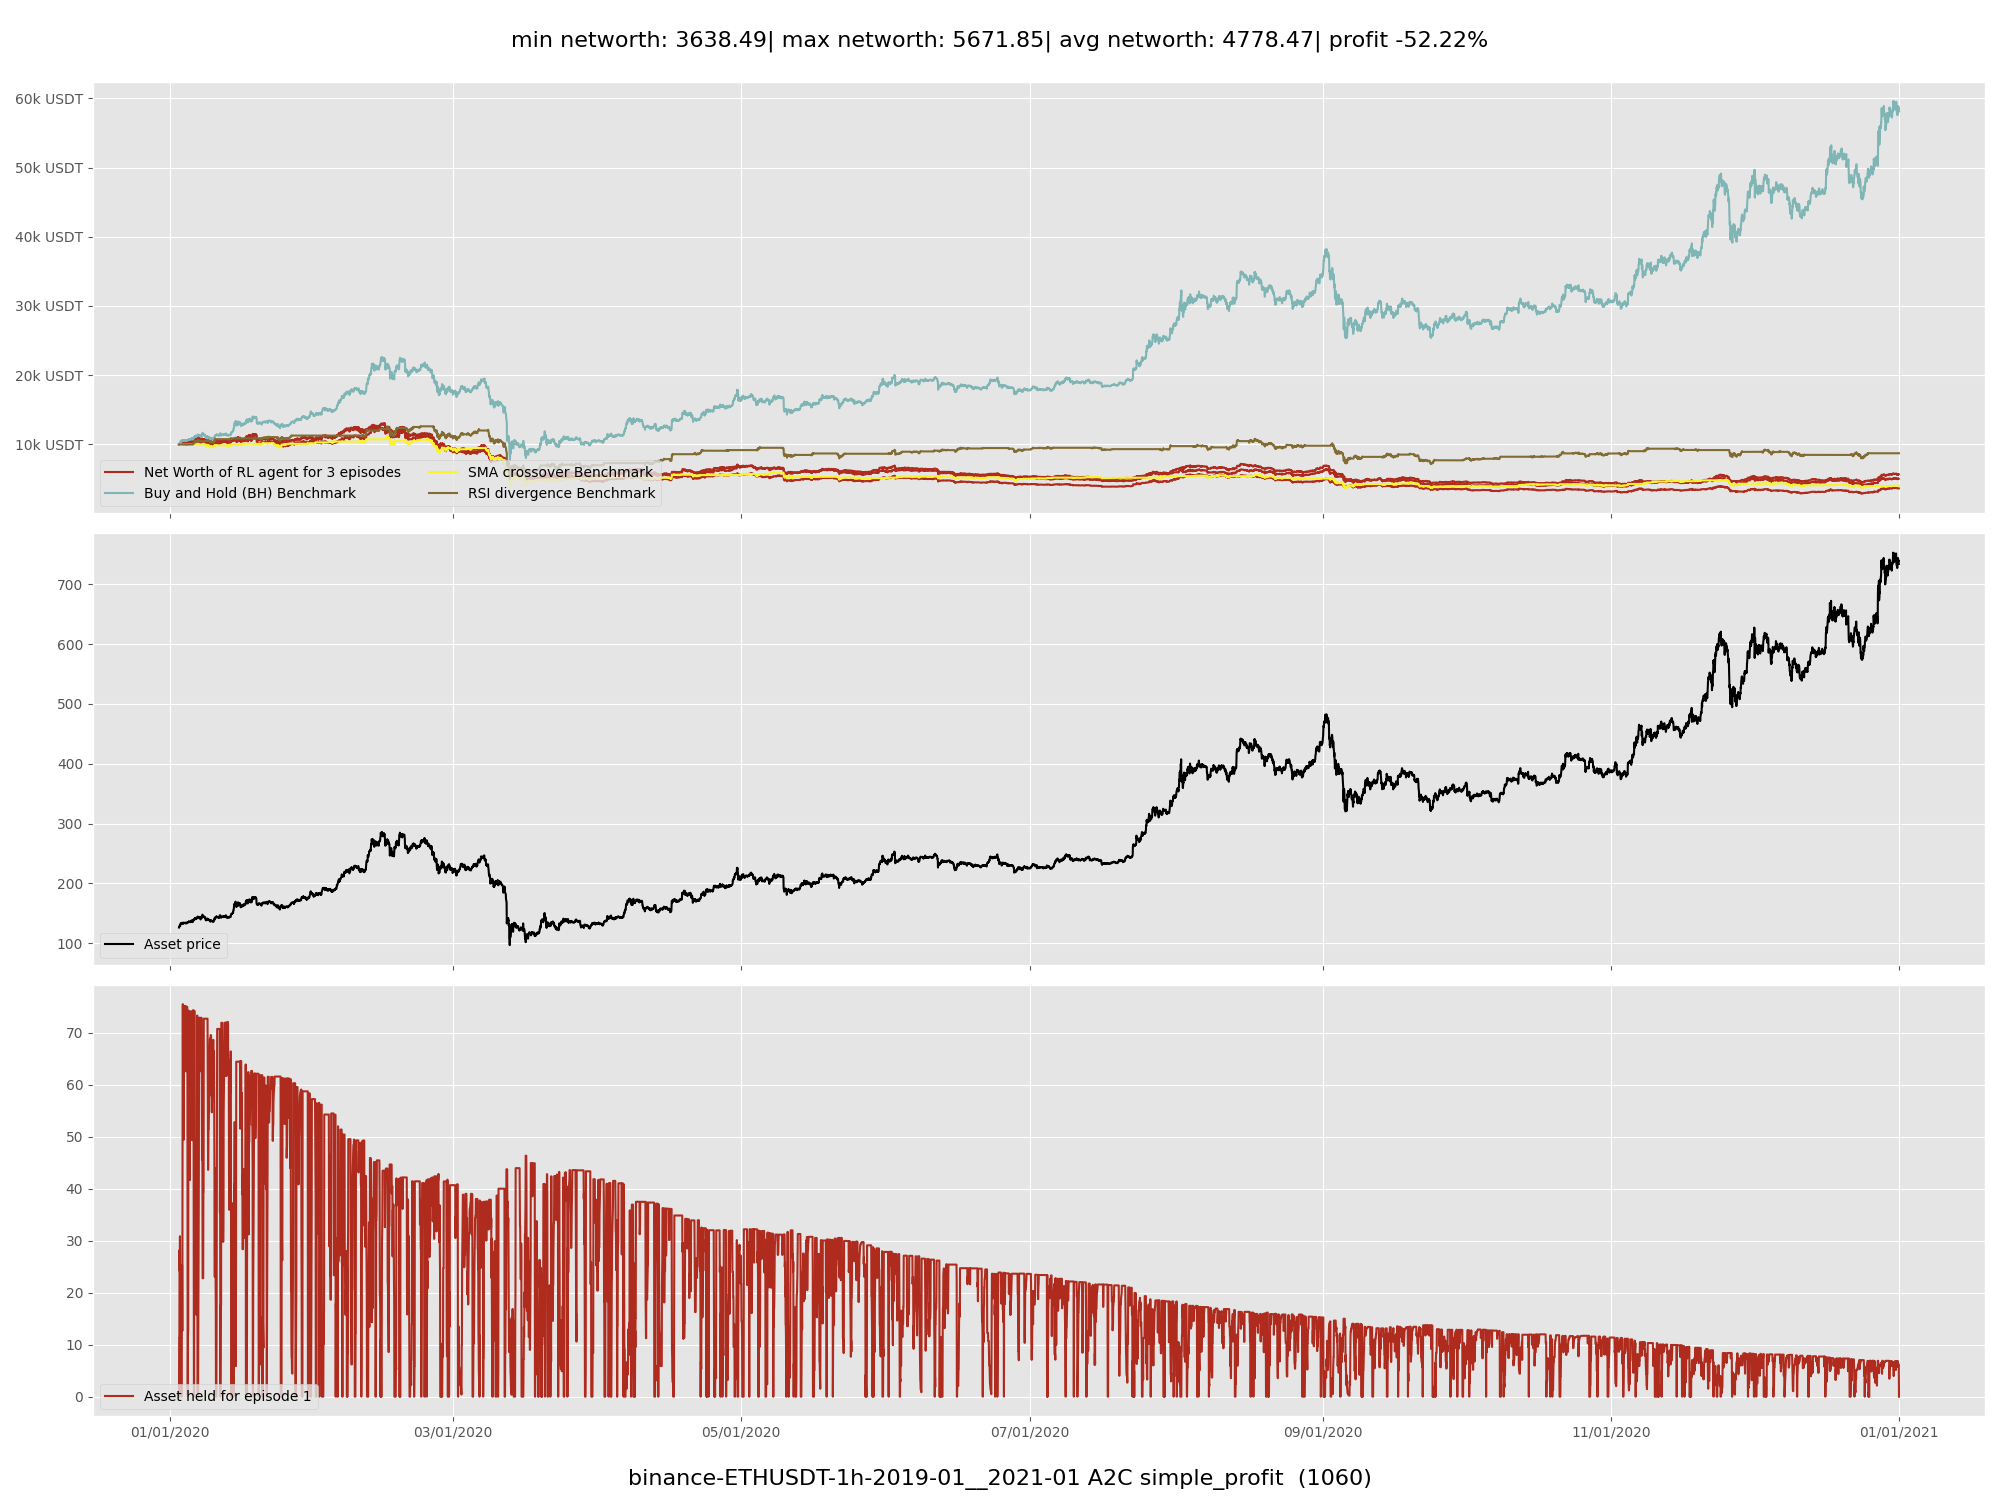 min networth: 3638.49| max networth: 5671.85| avg networth: 4778.47| profit -52.22%
60k USDT
50k USDT
40k USDT
30k USDT
20k USDT
10k USDT
Net Worth of RL agent for 3 episodes
Buy and Hold (BH) Benchmark
SMA crossover Benchmark
RSI divergence Benchmark
700
600
500
400
300
200
100
Asset price
70
60
50
40
30
20
10
0
Asset held for episode 1
01/01/2020
03/01/2020
05/01/2020
07/01/2020
09/01/2020
11/01/2020
01/01/2021
binance-ETHUSDT-1h-2019-01__2021-01 A2C simple_profit  (1060)